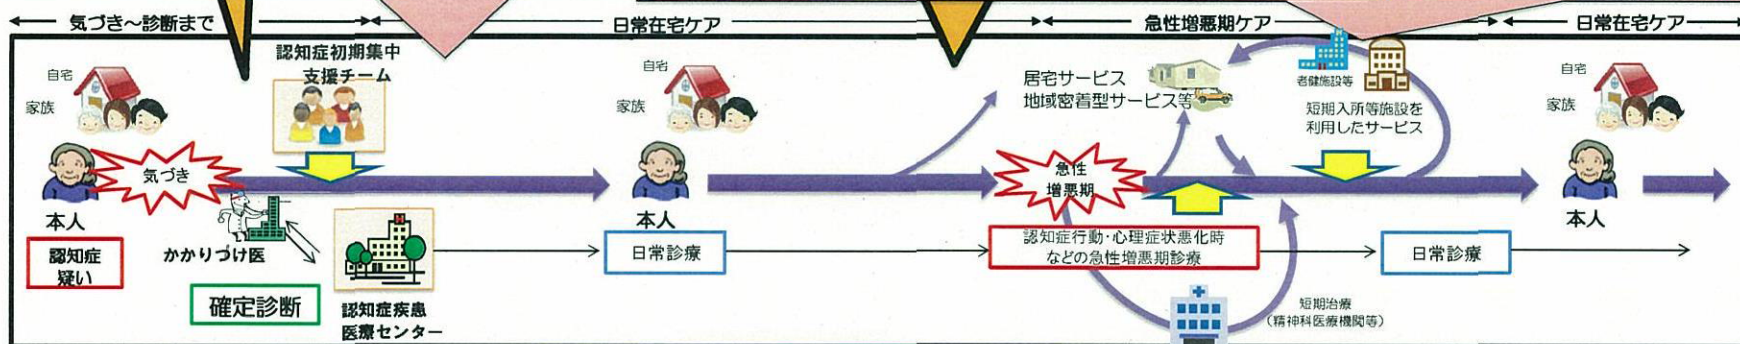 気づき～診断まで
日常在宅ケア
急性増悪期ケア
日常在宅ケア
認知症初期集中
支援チーム
自宅
家族
気づき
本人
認知症
疑い
かかりづけ医
確定診断
認知症疾患
医療センター
自宅
家族
本人
日常診療
居宅サービス
地域密着型サービス等
老健施設等
短期入所等施設を
利用したサービス
急性
増悪期
認知症行動・心理症状悪化時
などの急性増悪期診療
短期治療
（精神科医療機関等）
日常診療
自宅
家族
本人